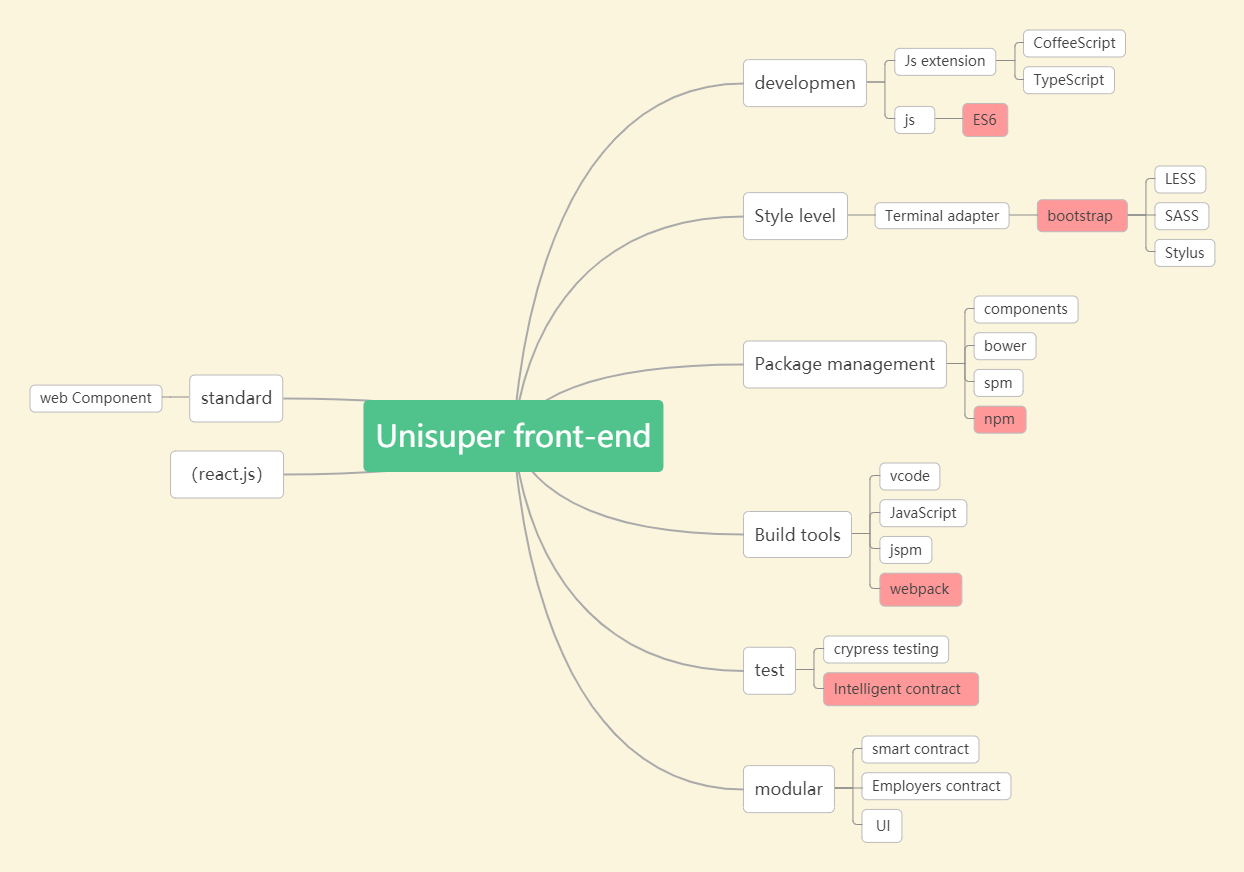 developmen
Js extension
CoffeeScript
TypeScript
js
ES6
Style level
Terminal adapter
bootstrap
LESS
SASS
Stylus
Package management
components
bower
spm
npm
web Component
standard
Unisuper front-end
(react.js)
Build tools
vcode
JavaScript
jspm
webpack
test
crypress testing
Intelligent contract
modular
smart contract
Employers contract
UI